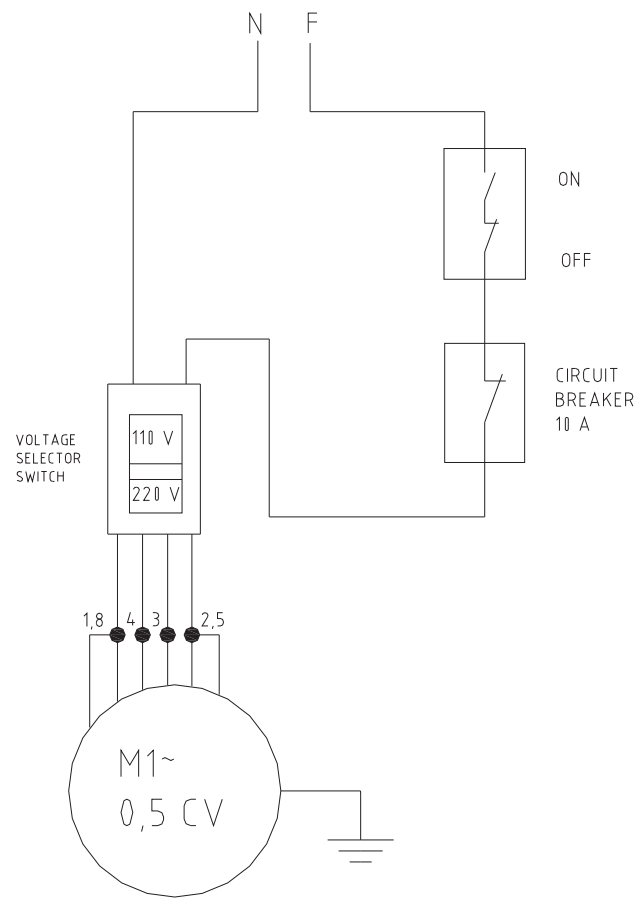 N F
ON
OFF
CIRCUIT
BREAKER
10 A
VOLTAGE
SELECTOR
SWITCH
110 V
220 V
1,8 4 3 2,5
M1~
0,5 CV